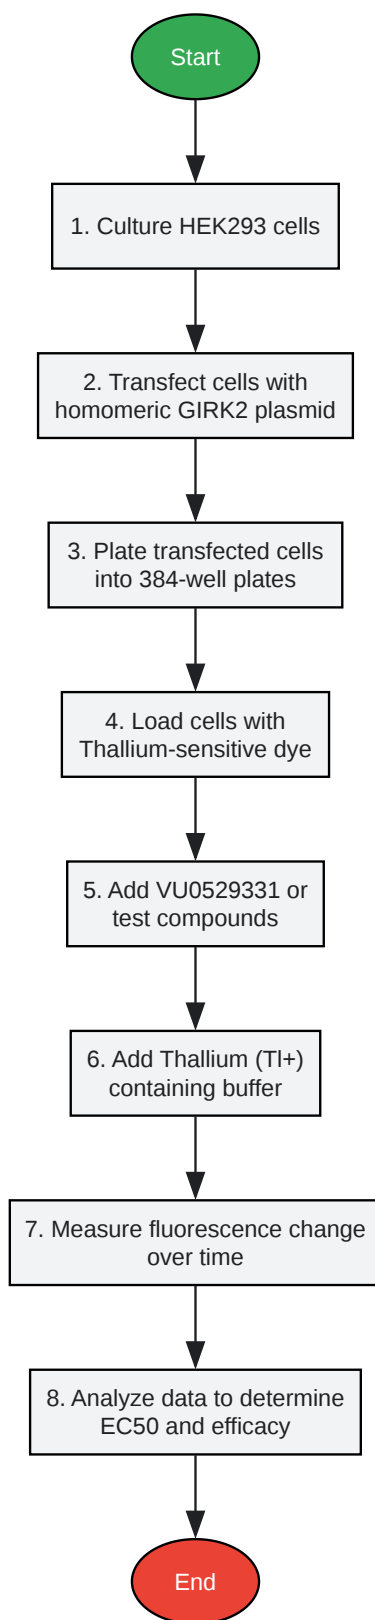 Start
1. Culture HEK293 cells
2. Transfect cells with
homomeric GIRK2 plasmid
3. Plate transfected cells
into 384-well plates
4. Load cells with
Thallium-sensitive dye
5. Add VU0529331 or
test compounds
6. Add Thallium (Tl+)
containing buffer
7. Measure fluorescence change
over time
8. Analyze data to determine
EC50 and efficacy
End